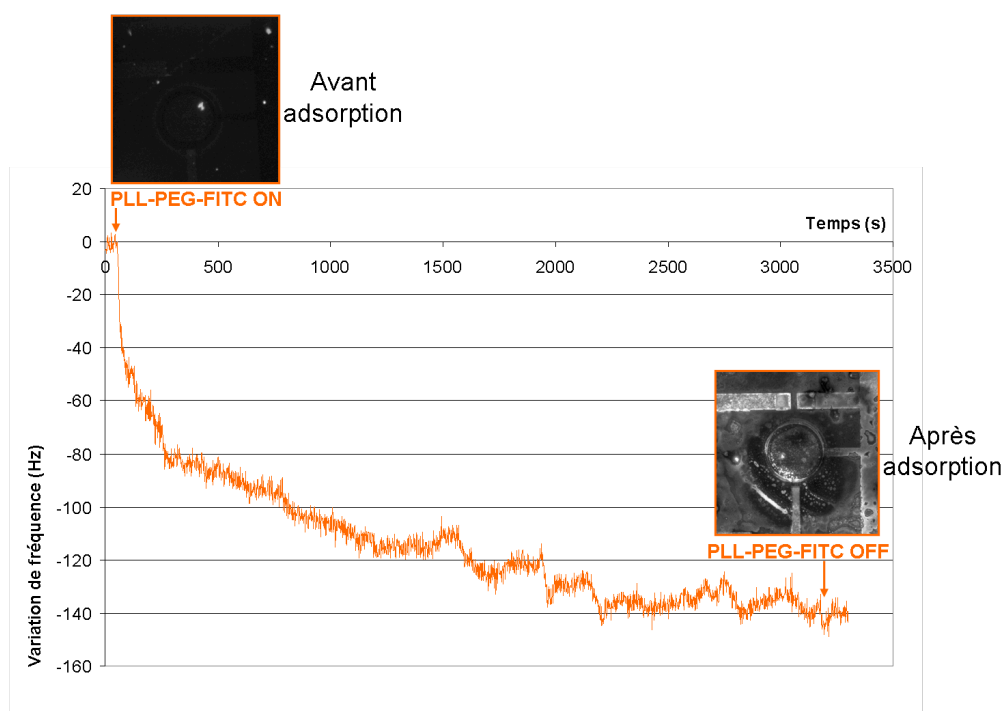 Avant
adsorption
PLL-PEG-FITC ON
Temps (s)
20
0
-20
-40
-60
-80
-100
-120
-140
-160
0
500
1000
1500
2000
2500
3000
3500
Variation de fréquence (Hz)
Après
adsorption
PLL-PEG-FITC OFF